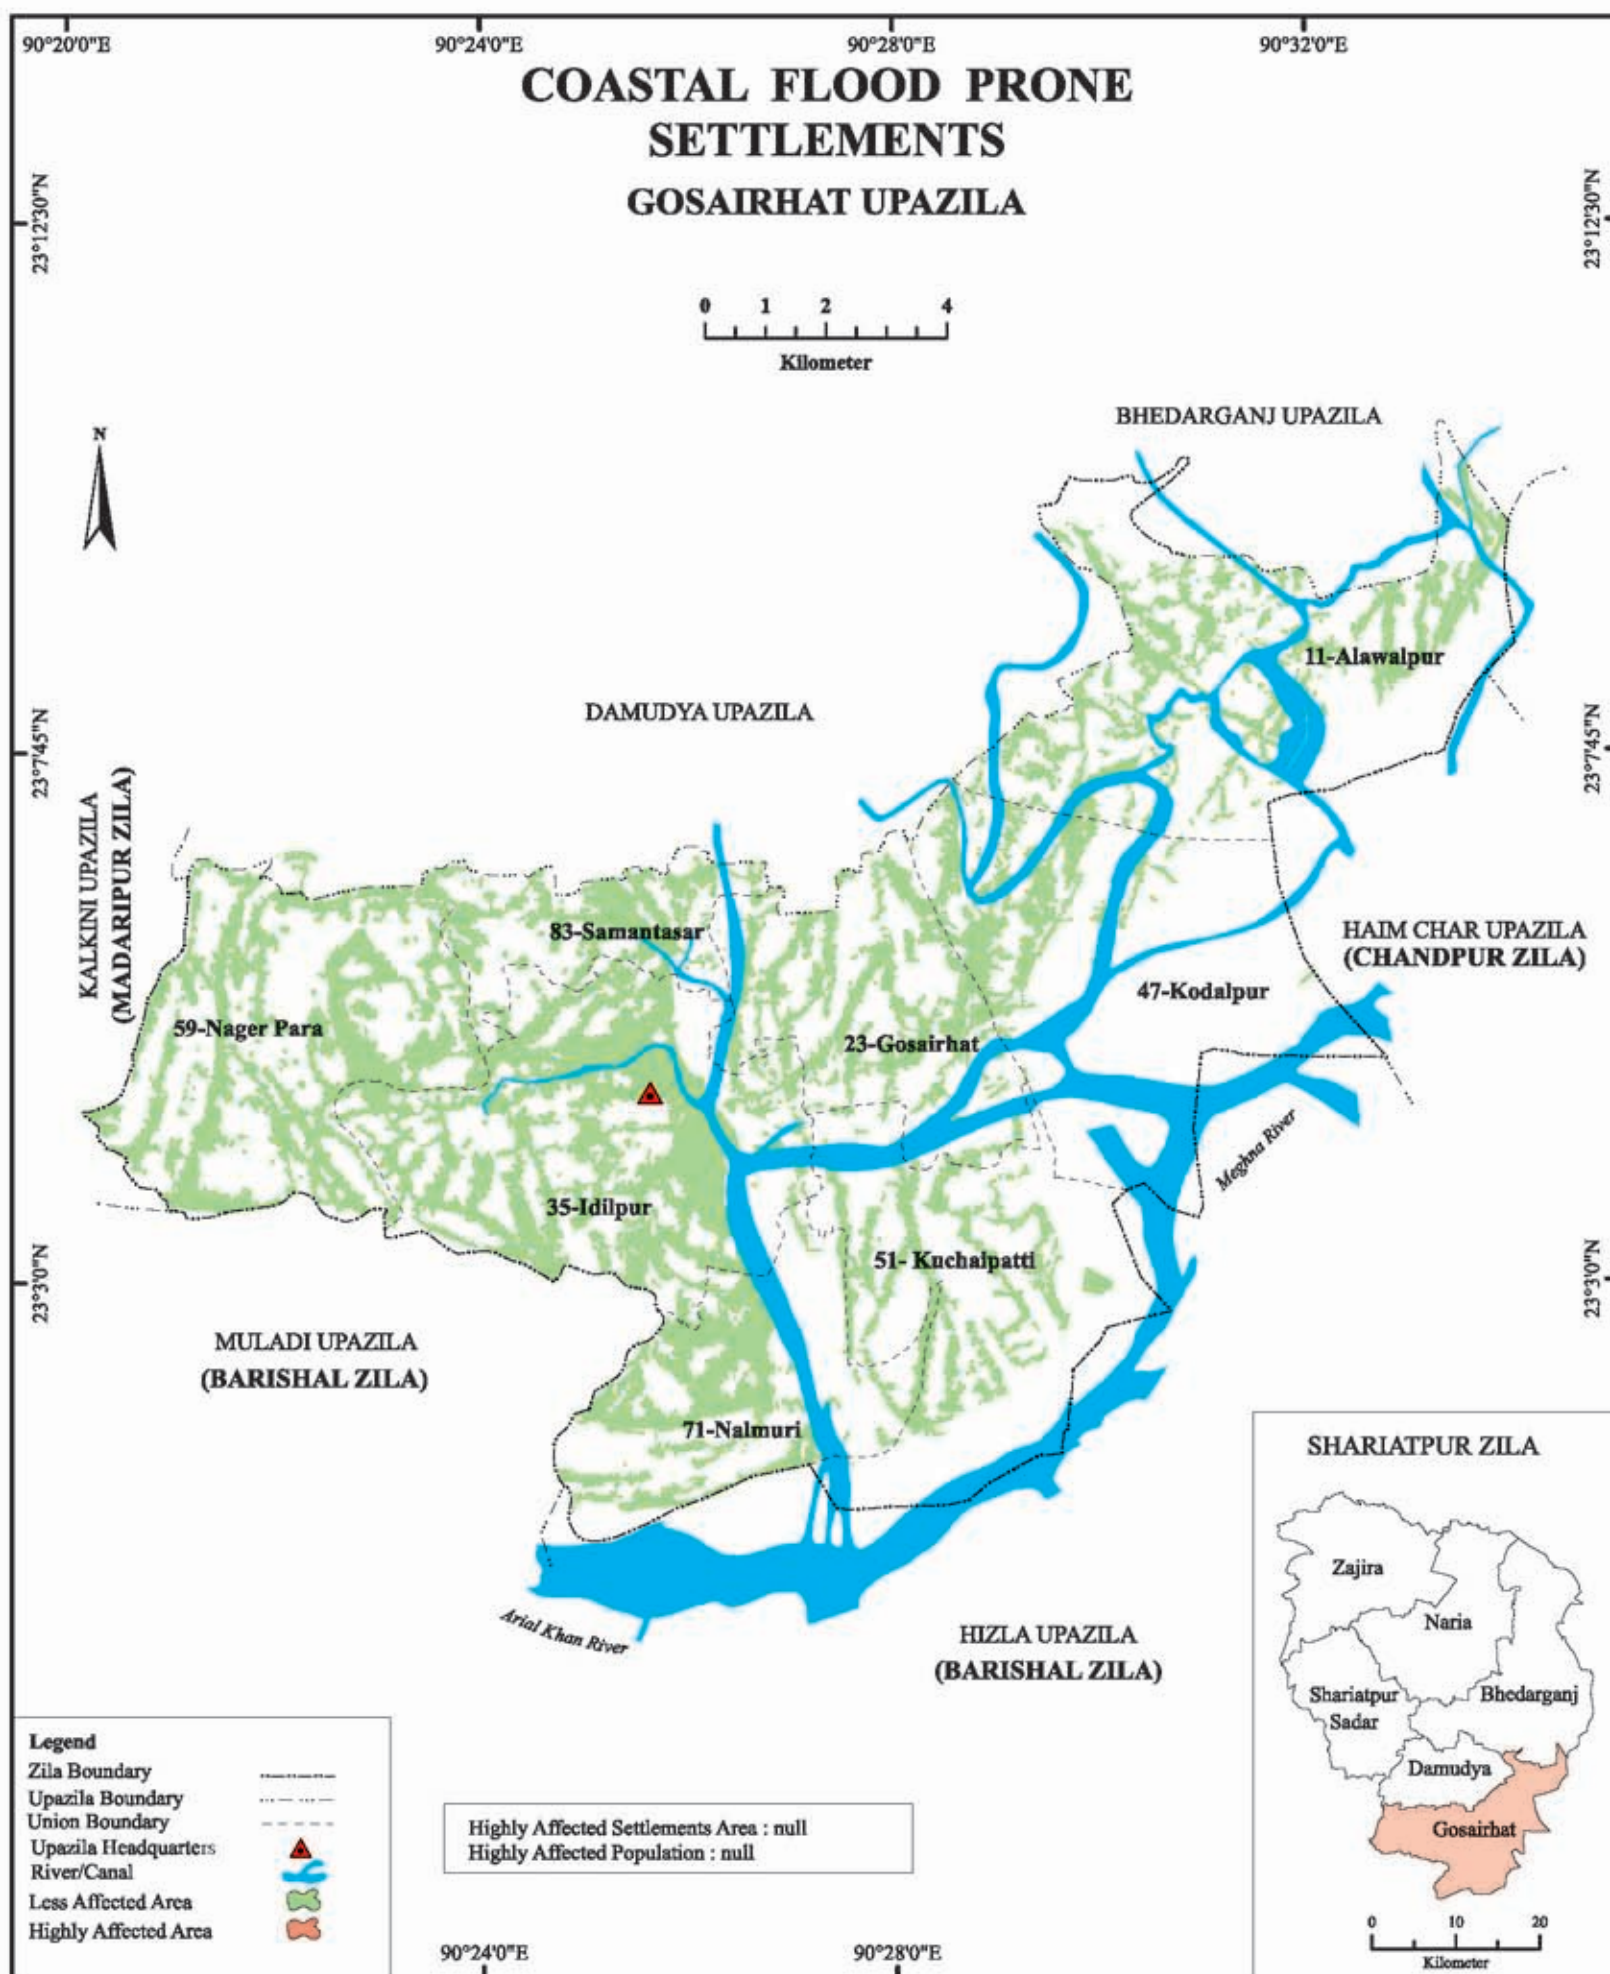 90°20'0"E
90°24'0"E
90°28'0"E
90°32'0"E
COASTAL FLOOD PRONE
SETTLEMENTS
GOSAIRHAT UPAZILA
23°12'30"N
23°12'30"N
0 1 2 4
Kilometer
N
BHEDARGANJ UPAZILA
11-Alawalpur
DAMUDYA UPAZILA
23°7'45"N
23°7'45"N
KALKINI UPAZILA
(MADARIPUR ZILA)
83-Samantasar
HAIM CHAR UPAZILA
(CHANDPUR ZILA)
47-Kodalpur
59-Nager Para
23-Gosairhat
Meghna River
35-Idilpur
51- Kuchaipatti
23°3'0"N
23°3'0"N
MULADI UPAZILA
(BARISHAL ZILA)
71-Nalmuri
Arial Khan River
HIZLA UPAZILA
(BARISHAL ZILA)
SHARIATPUR ZILA
Zajira
Naria
Shariatpur
Sadar
Bhedarganj
Damudya
Gosairhat
0 10 20
Kilometer
Legend
Zila Boundary
Upazila Boundary
Union Boundary
Upazila Headquarters
River/Canal
Less Affected Area
Highly Affected Area
Highly Affected Settlements Area : null
Highly Affected Population : null
90°24'0"E
90°28'0"E